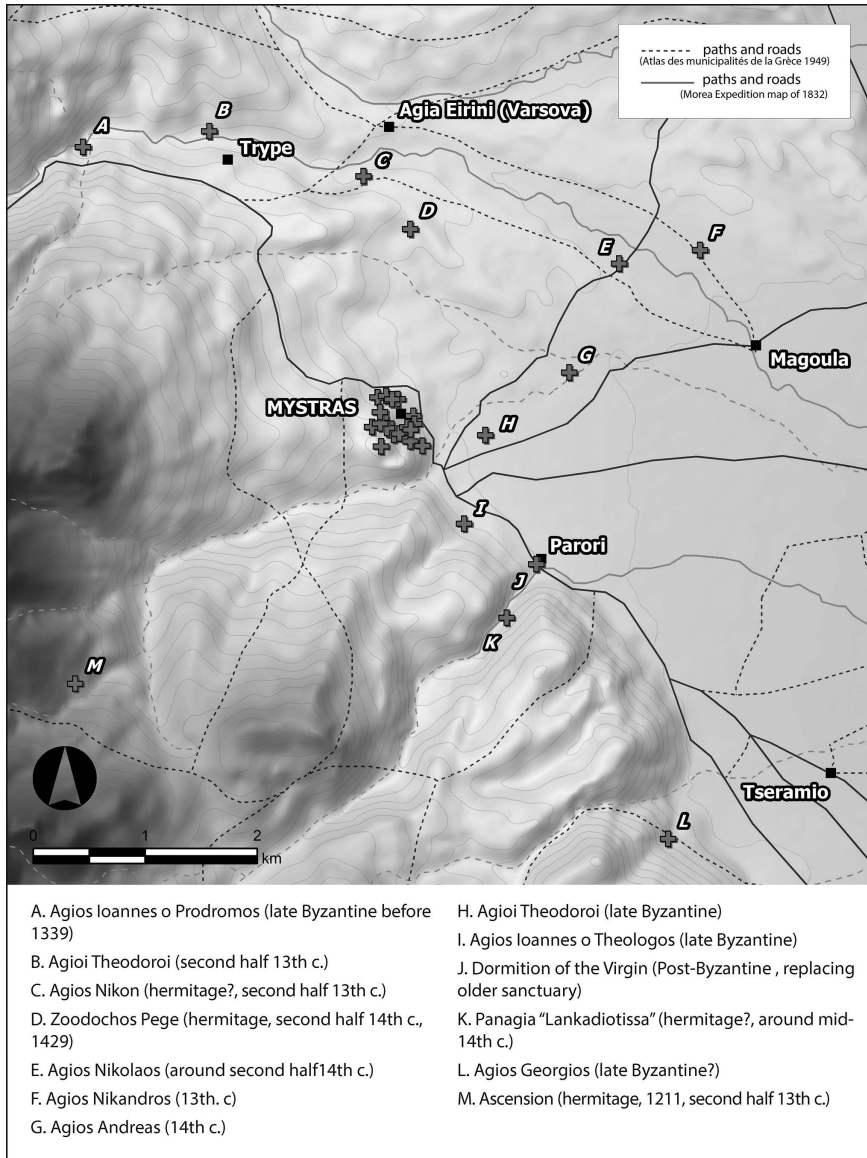 paths and roads
(Atlas des municipalités de la Grèce 1949)
paths and roads
(Morea Expedition map of 1832)
A
B
Trype
Agia Eirini (Varsova)
C
D
E
F
Magoula
G
MYSTRAS
H
I
Parori
J
K
M
Tseramio
L
0 1 2
km
A. Agios Ioannes o Prodromos (late Byzantine before
1339)
B. Agioi Theodoroi (second half 13th c.)
C. Agios Nikon (hermitage?, second half 13th c.)
D. Zoodochos Pege (hermitage, second half 14th c.,
1429)
E. Agios Nikolaos (around second half14th c.)
F. Agios Nikandros (13th. c)
G. Agios Andreas (14th c.)
H. Agioi Theodoroi (late Byzantine)
I. Agios Ioannes o Theologos (late Byzantine)
J. Dormition of the Virgin (Post-Byzantine , replacing
older sanctuary)
K. Panagia “Lankadiotissa” (hermitage?, around mid-
14th c.)
L. Agios Georgios (late Byzantine?)
M. Ascension (hermitage, 1211, second half 13th c.)